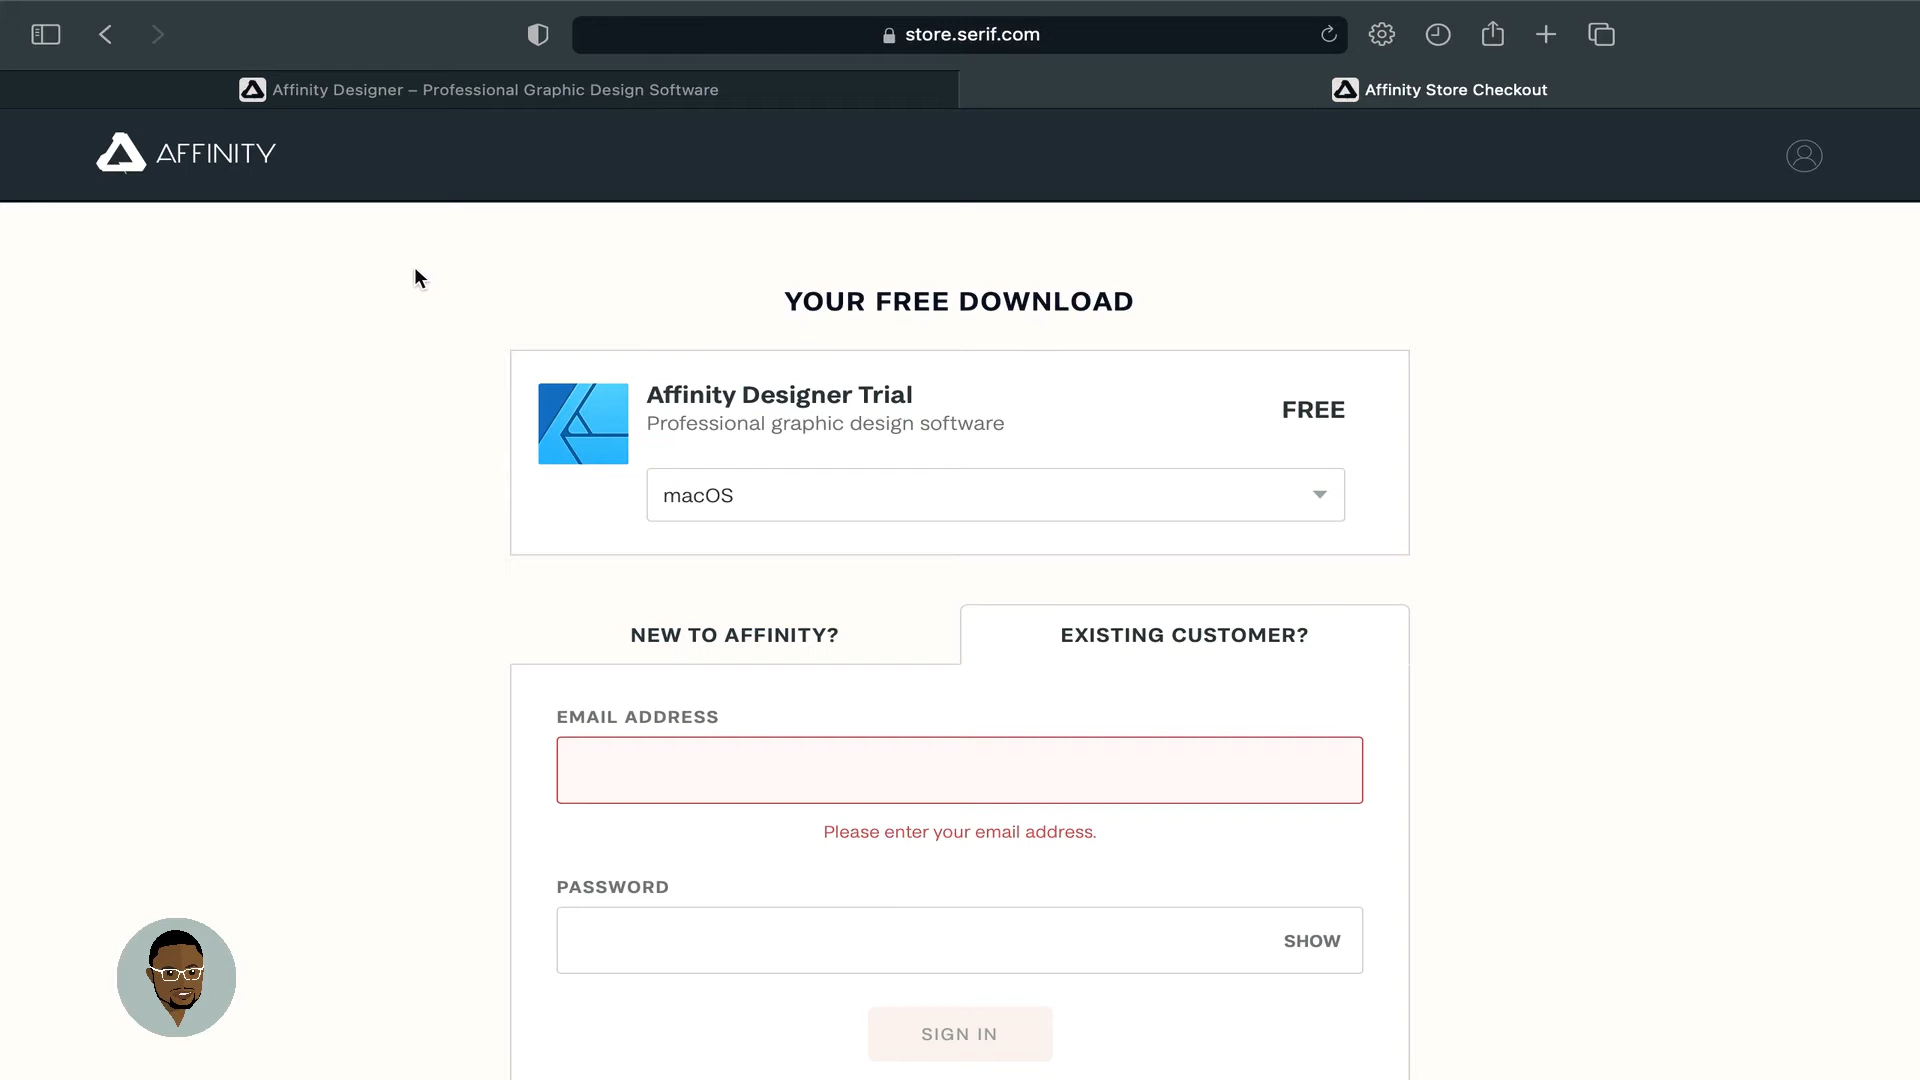 store.serif.com
Affinity Designer – Professional Graphic Design Software
Affinity Store Checkout
AFFINITY
YOUR FREE DOWNLOAD
Affinity Designer Trial
Professional graphic design software
FREE
macOS
NEW TO AFFINITY?
EXISTING CUSTOMER?
EMAIL ADDRESS
Please enter your email address.
PASSWORD
SHOW
SIGN IN